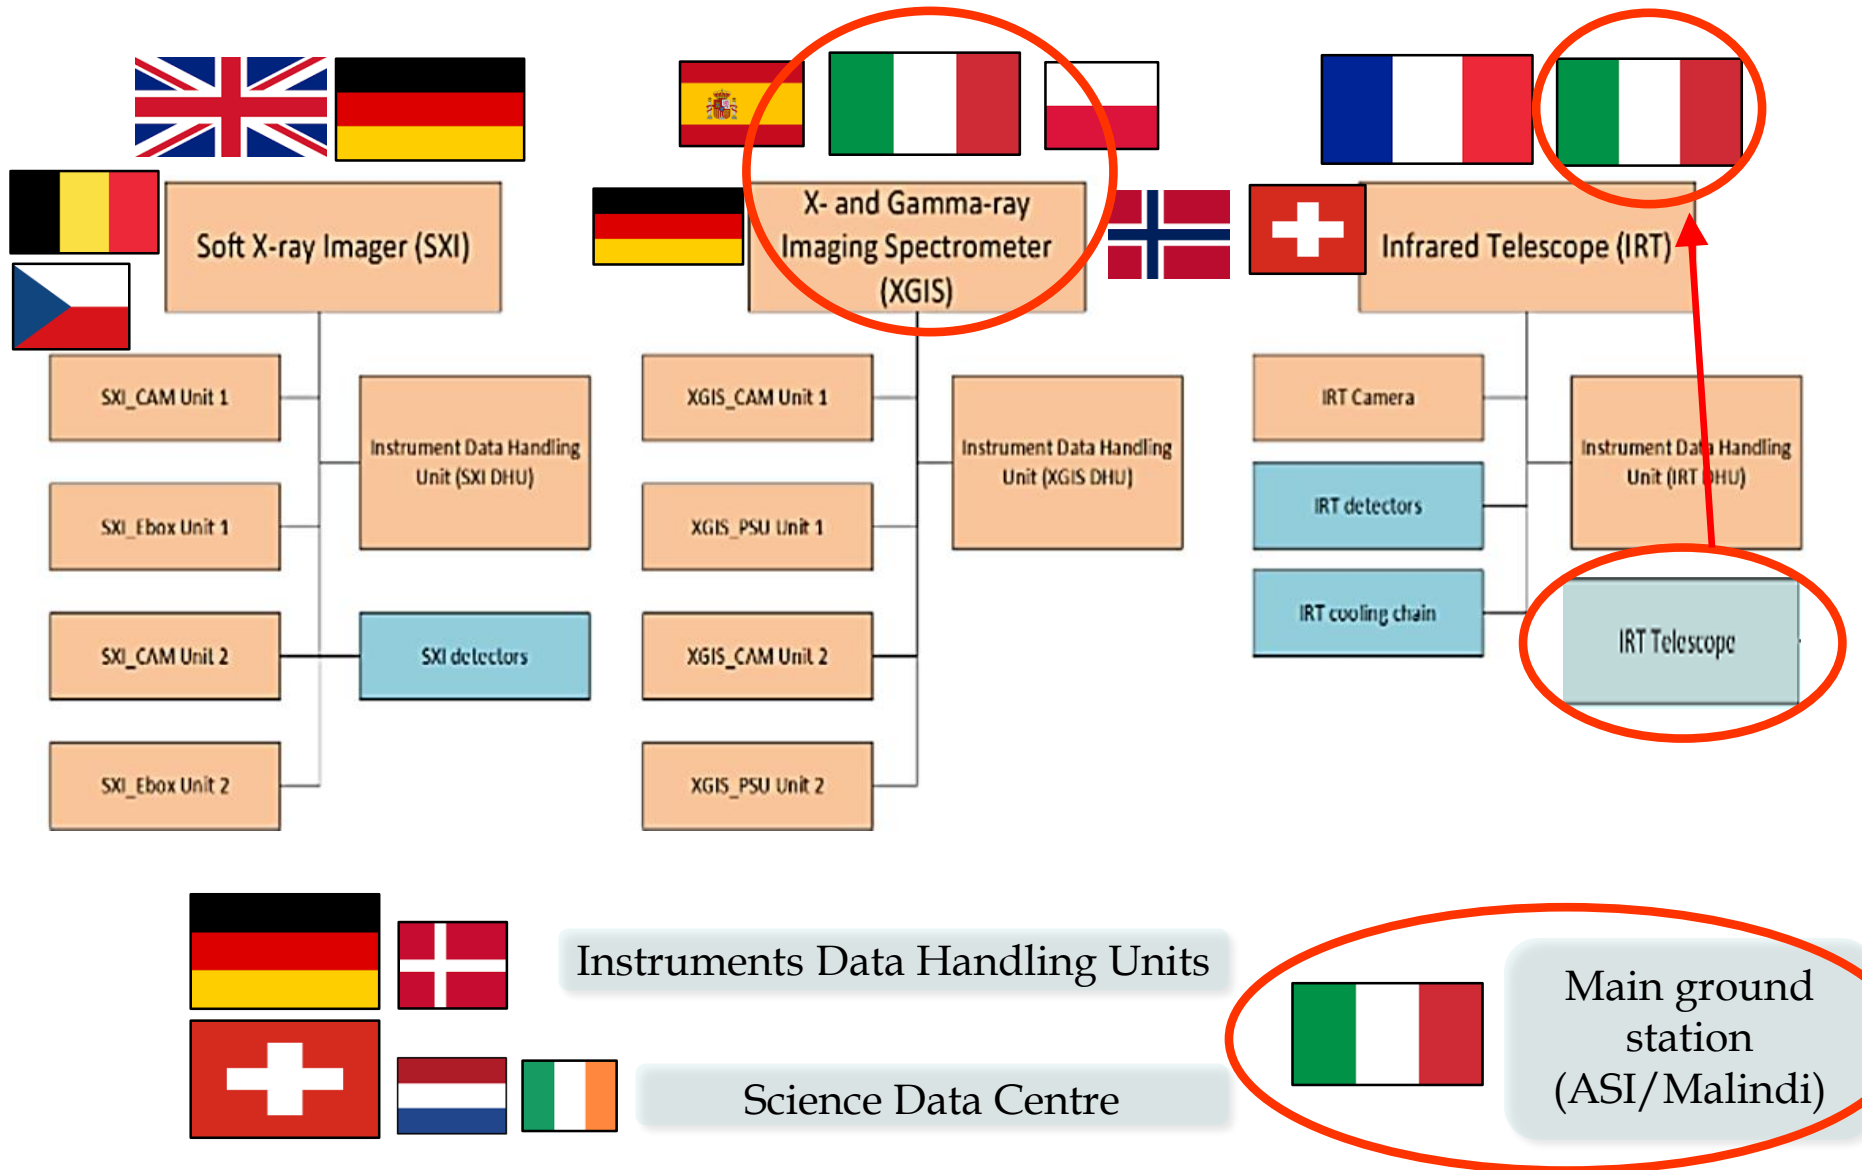 Soft X-ray Imager (SXI)
SXI_CAM Unit 1
Instrument Data Handling
Unit (SXI DHU)
SXI_Ebox Unit 1
SXI_CAM Unit 2
SXI detectors
SXI_Ebox Unit 2
X- and Gamma-ray
Imaging Spectrometer
(XGIS)
XGIS_CAM Unit 1
Instrument Data Handling
Unit (XGIS DHU)
XGIS_PSU Unit 1
XGIS_CAM Unit 2
XGIS_PSU Unit 2
Infrared Telescope (IRT)
IRT Camera
Instrument Data Handling
Unit (IRT DHU)
IRT detectors
IRT cooling chain
IRT Telescope
Instruments Data Handling Units
Science Data Centre
Main ground
station
(ASI/Malindi)